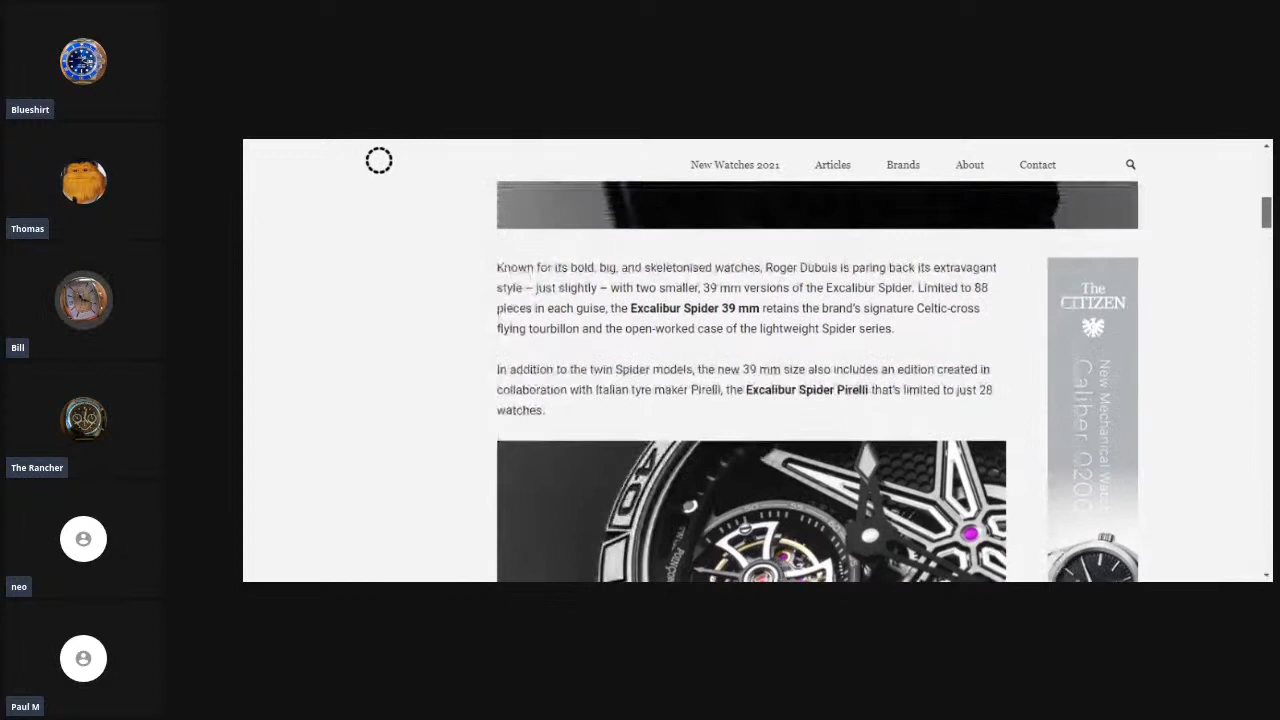 Blueshirt
Thomas
Bill
The Rancher
neo
Paul M
New Watches 2021 Articles Brands About Contact
Known for its bold, big, and skeletonised watches, Roger Dubuis is paring back its extravagant
style – just slightly – with two smaller, 39 mm versions of the Excalibur Spider. Limited to 88
pieces in each guise, the Excalibur Spider 39 mm retains the brand's signature Celtic-cross
flying tourbillon and the open-worked case of the lightweight Spider series.
In addition to the twin Spider models, the new 39 mm size also includes an edition created in
collaboration with Italian tyre maker Pirelli, the Excalibur Spider Pirelli that's limited to just 28
watches.
The
CITIZEN
New Mechanical Watch
Caliber 0200